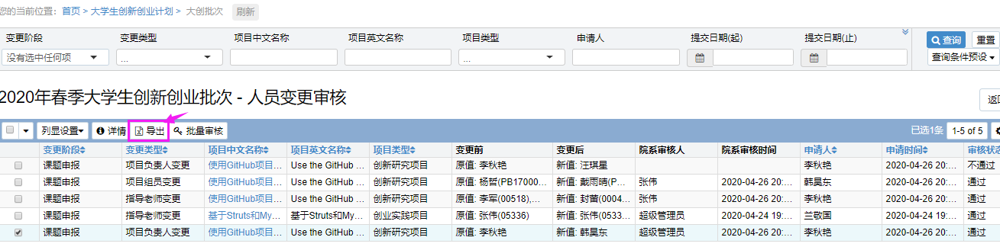 您的当前位置： 首页 > 大学生创新创业计划 > 大创批次 刷新
变更阶段 变更类型 项目中文名称 项目英文名称 项目类型 申请人 提交日期(起) 提交日期(止) 查询 重置
没有选中任何项 ... ... 查询条件预设
2020年春季大学生创新创业批次 - 人员变更审核
列显设置 详情 导出 批量审核 已选1条 1-5 of 5
变更阶段 变更类型 项目中文名称 项目英文名称 项目类型 变更前 变更后 院系审核人 院系审核时间 申请人 申请时间 审核状态
课题申报 项目负责人变更 使用GitHub项目... Use the GitHub ... 创新研究项目 原值: 李秋艳 新值: 汪琪星 李秋艳 2020-04-26 20:... 不通过
课题申报 项目组员变更 使用GitHub项目... Use the GitHub ... 创新研究项目 原值: 杨哲(PB17000... 新值: 戴雨晴(P... 张伟 2020-04-26 20:... 韩昊东 2020-04-26 20:... 通过
课题申报 指导老师变更 使用GitHub项目... Use the GitHub ... 创新研究项目 原值: 李军(00518),... 新值: 封菌(0004... 张伟 2020-04-26 20:... 李秋艳 2020-04-26 20:... 通过
课题申报 指导老师变更 基于Struts和My... 基于Struts和My... 创业实践项目 原值: 张伟(05336) 新值: 张伟(0533... 超级管理员 2020-04-24 19:... 兰敬国 2020-04-24 19:... 通过
课题申报 项目负责人变更 使用GitHub项目... Use the GitHub ... 创新研究项目 原值: 李秋艳 新值: 韩昊东 超级管理员 2020-04-26 20:... 李秋艳 2020-04-26 20:... 通过